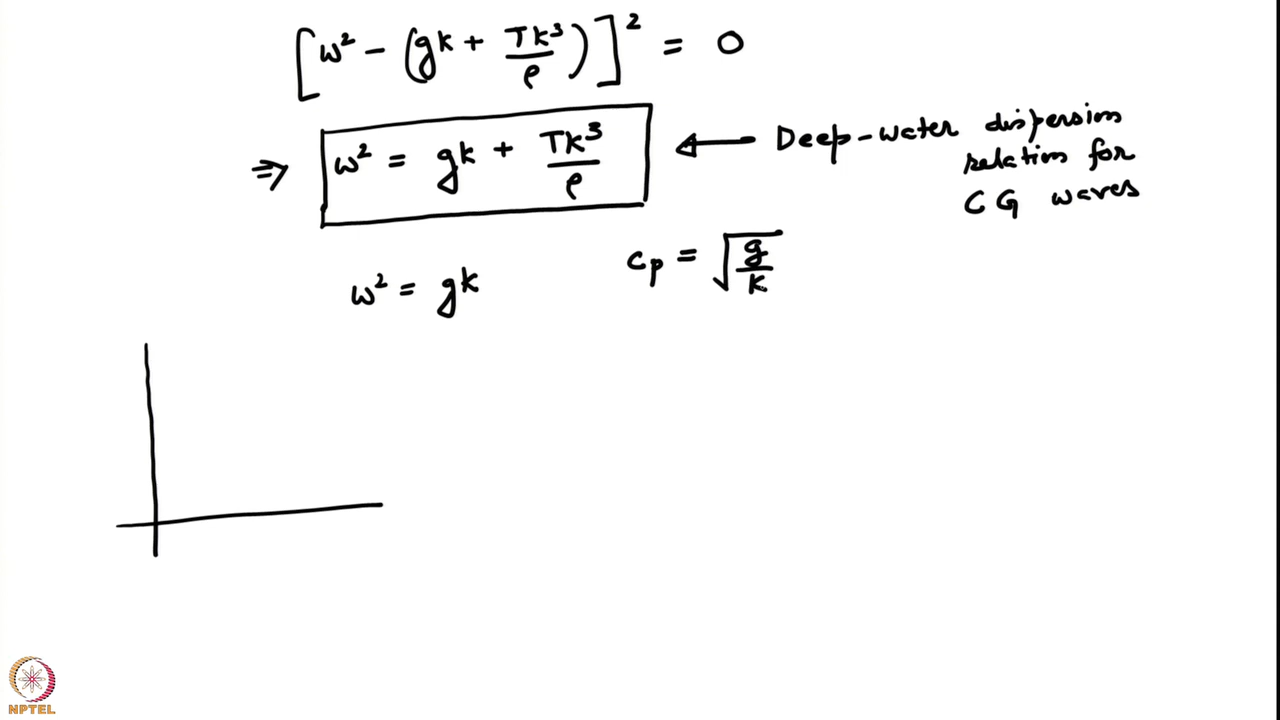 [ω² − (gk + Tk³/ρ)]² = 0
⇒ ω² = gk + Tk³/ρ ← Deep-water dispersion
relation for
CG waves
ω² = gk cₚ = √(g/k)
NPTEL